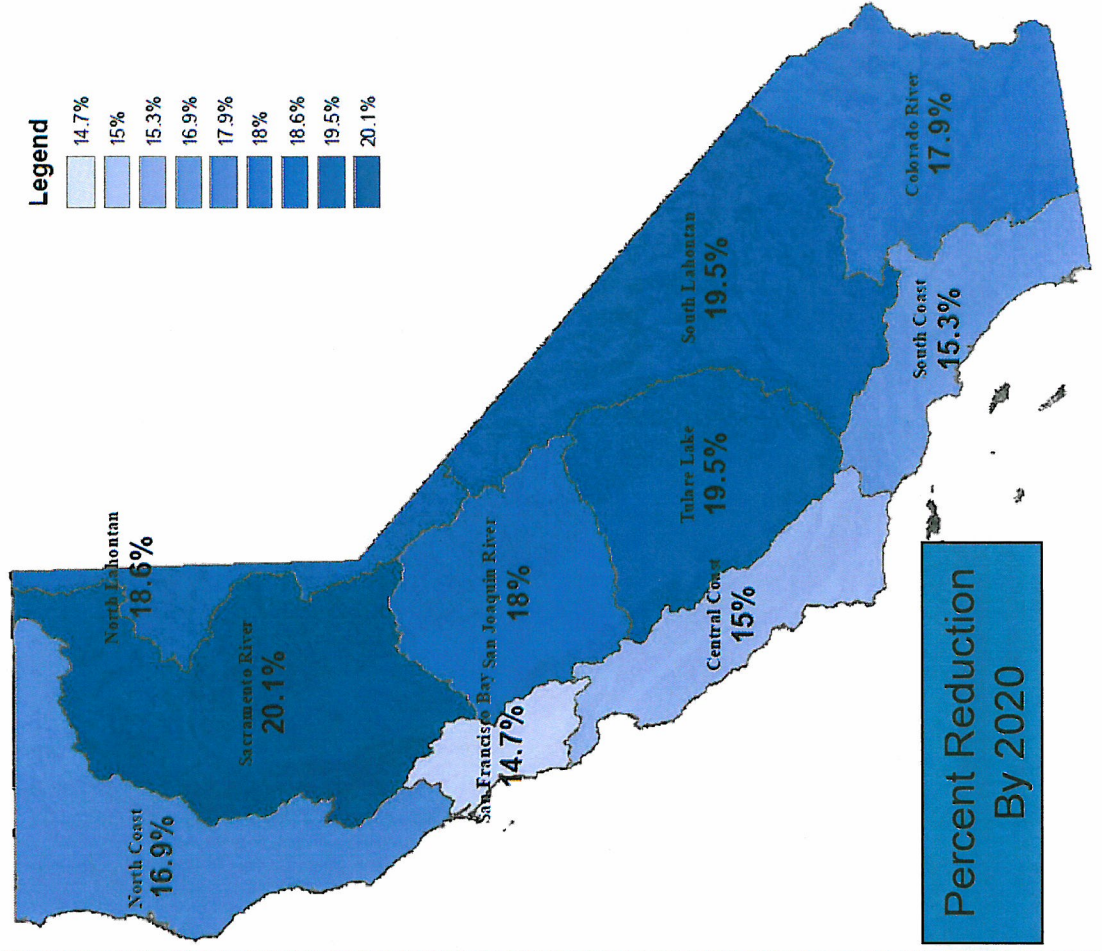 Legend
14.7%
15%
15.3%
16.9%
17.9%
18%
18.6%
19.5%
20.1%
North Lahontan
18.6%
North Coast
16.9%
Sacramento River
20.1%
San Francisco Bay
14.7%
San Joaquin River
18%
Central Coast
15%
Tulare Lake
19.5%
South Lahontan
19.5%
South Coast
15.3%
Colorado River
17.9%
Percent Reduction
By 2020